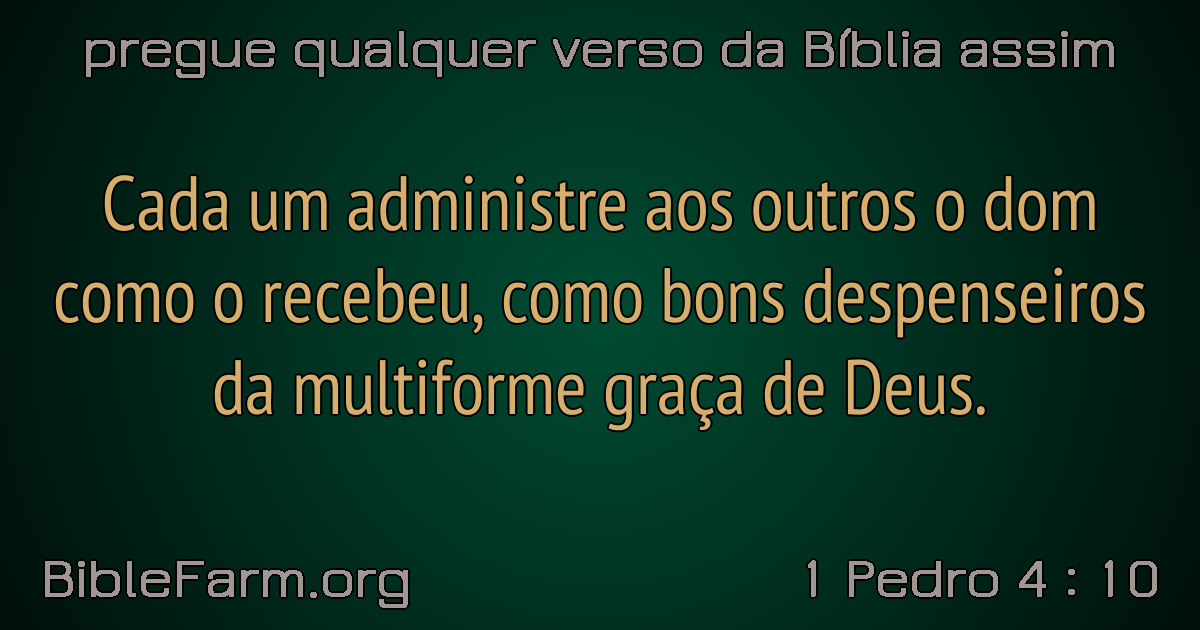 pregue qualquer verso da Bíblia assim
Cada um administre aos outros o dom
como o recebeu, como bons despenseiros
da multiforme graça de Deus.
BibleFarm.org
1 Pedro 4 : 10